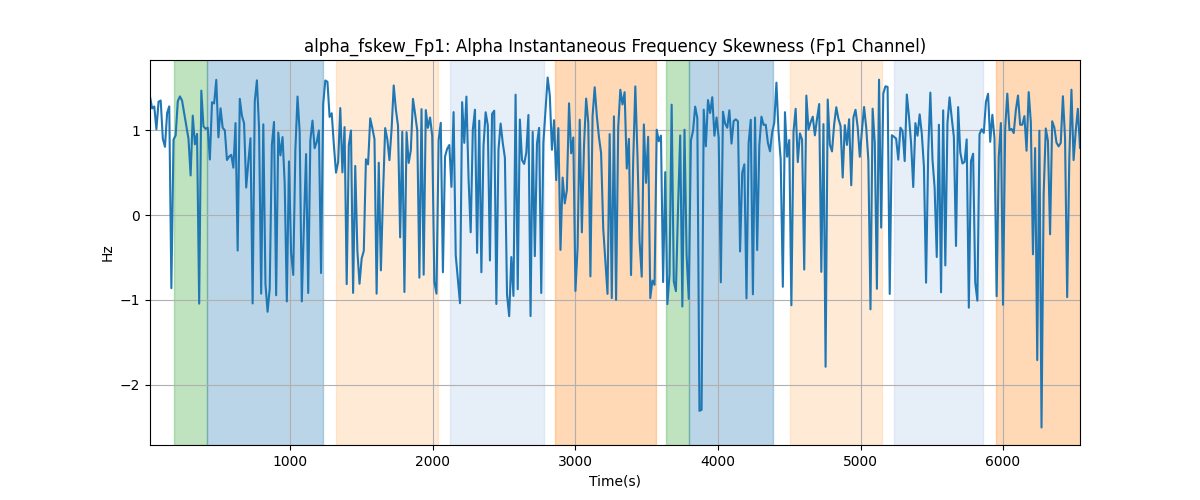 alpha_fskew_Fp1: Alpha Instantaneous Frequency Skewness (Fp1 Channel)
Hz
1
0
−1
−2
1000 2000 3000 4000 5000 6000
Time(s)